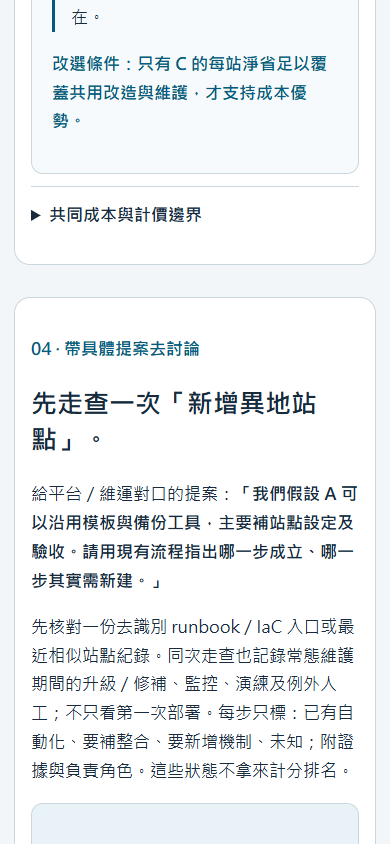 在。
改選條件：只有 C 的每站淨省足以覆
蓋共用改造與維護，才支持成本優
勢。
▶ 共同成本與計價邊界
04 · 帶具體提案去討論
先走查一次「新增異地站
點」。
給平台 / 維運對口的提案：「我們假設 A 可
以沿用模板與備份工具，主要補站點設定及
驗收。請用現有流程指出哪一步成立、哪一
步其實需新建。」
先核對一份去識別 runbook / IaC 入口或最
近相似站點紀錄。同次走查也記錄常態維護
期間的升級 / 修補、監控、演練及例外人
工；不只看第一次部署。每步只標：已有自
動化、要補整合、要新增機制、未知；附證
據與負責角色。這些狀態不拿來計分排名。